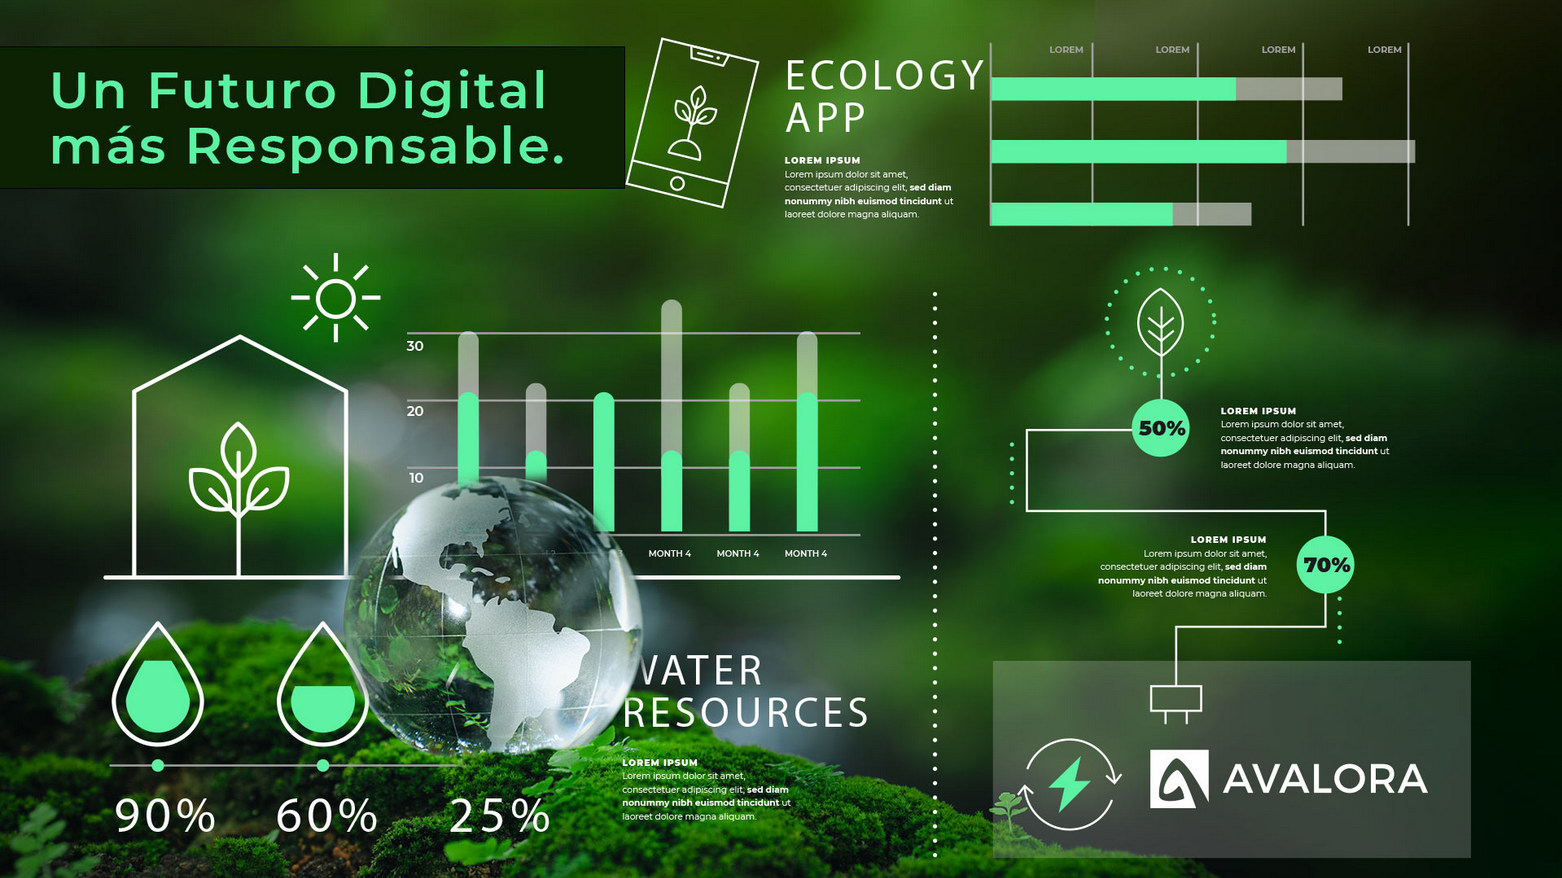 Un Futuro Digital
más Responsable.
ECOLOGY
APP
LOREM IPSUM
Lorem ipsum dolor sit amet,
consectetuer adipiscing elit, sed diam
nonummy nibh euismod tincidunt ut
laoreet dolore magna aliquam.
LOREM LOREM LOREM LOREM
30
20
10
MONTH 4 MONTH 4 MONTH 4
50%
LOREM IPSUM
Lorem ipsum dolor sit amet,
consectetuer adipiscing elit, sed diam
nonummy nibh euismod tincidunt ut
laoreet dolore magna aliquam.
70%
LOREM IPSUM
Lorem ipsum dolor sit amet,
consectetuer adipiscing elit, sed diam
nonummy nibh euismod tincidunt ut
laoreet dolore magna aliquam.
90% 60% 25%
WATER
RESOURCES
LOREM IPSUM
Lorem ipsum dolor sit amet,
consectetuer adipiscing elit, sed diam
nonummy nibh euismod tincidunt ut
laoreet dolore magna aliquam.
AVALORA